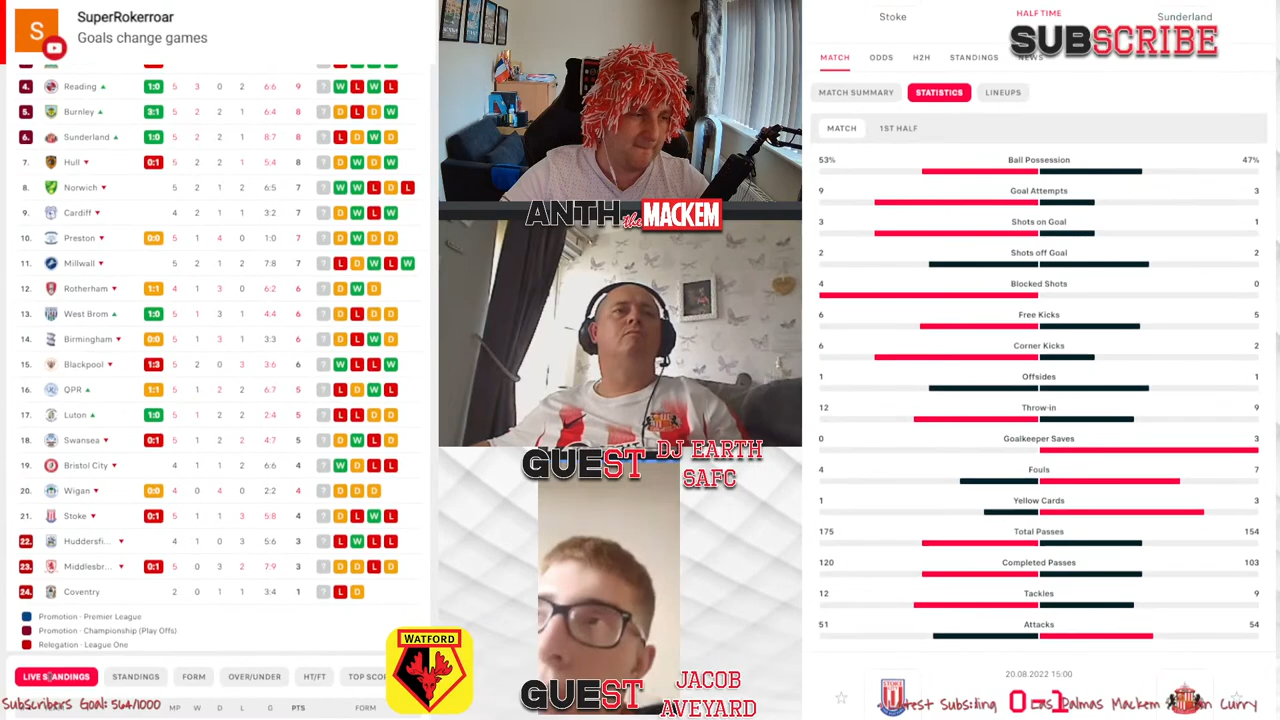 S
SuperRokerroar
Goals change games
4. Reading 1:0 5 3 0 2 6:6 9 ? W L W L
5. Burnley 3:1 5 2 2 1 6:4 8 ? D L D W
6. Sunderland 1:0 5 2 2 1 8:7 8 ? L D W D
7. Hull 0:1 5 2 2 1 5:4 8 ? D W D W
8. Norwich 5 2 1 2 6:5 7 ? W W L D L
9. Cardiff 4 2 1 1 3:2 7 ? D W L W
10. Preston 0:0 5 1 4 0 1:0 7 ? D W D D
11. Millwall 5 2 1 2 7:8 7 ? L D W L W
12. Rotherham 1:1 4 1 3 0 6:2 6 ? D W D
13. West Brom 1:0 5 1 3 1 4:4 6 ? D L D D
14. Birmingham 0:0 5 1 3 1 3:3 6 ? L D W D
15. Blackpool 1:3 5 2 0 3 3:6 6 ? W L L W
16. QPR 1:1 5 1 2 2 6:7 5 ? L D W L
17. Luton 1:0 5 1 2 2 2:4 5 ? L L D D
18. Swansea 0:1 5 1 2 2 4:7 5 ? D W L D
19. Bristol City 4 1 1 2 6:6 4 ? W D L L
20. Wigan 0:0 4 0 4 0 2:2 4 ? D D D
21. Stoke 0:1 5 1 1 3 5:8 4 ? D L W L
22. Huddersfi... 4 1 0 3 5:6 3 ? L W L L
23. Middlesbr... 0:1 5 0 3 2 7:9 3 ? D D L D
24. Coventry 2 0 1 1 3:4 1 ? L D
Promotion - Premier League
Promotion - Championship (Play Offs)
Relegation - League One
LIVE STANDINGS STANDINGS FORM OVER/UNDER HT/FT TOP SCO
Subscribers Goal: 564/1000
MP W D L G PTS FORM
WATFORD
ANTH the MACKEM
GUEST
DJ EARTH
SAFC
GUEST
JACOB
AVEYARD
Stoke HALF TIME Sunderland
SUBSCRIBE
MATCH ODDS H2H STANDINGS NEWS
MATCH SUMMARY STATISTICS LINEUPS
MATCH 1ST HALF
53% Ball Possession 47%
9 Goal Attempts 3
3 Shots on Goal 1
2 Shots off Goal 2
4 Blocked Shots 0
6 Free Kicks 5
6 Corner Kicks 2
1 Offsides 1
12 Throw-in 9
0 Goalkeeper Saves 3
4 Fouls 7
1 Yellow Cards 3
175 Total Passes 154
120 Completed Passes 103
12 Tackles 9
51 Attacks 54
20.08.2022 15:00
0-1
Las Palmas Mackem